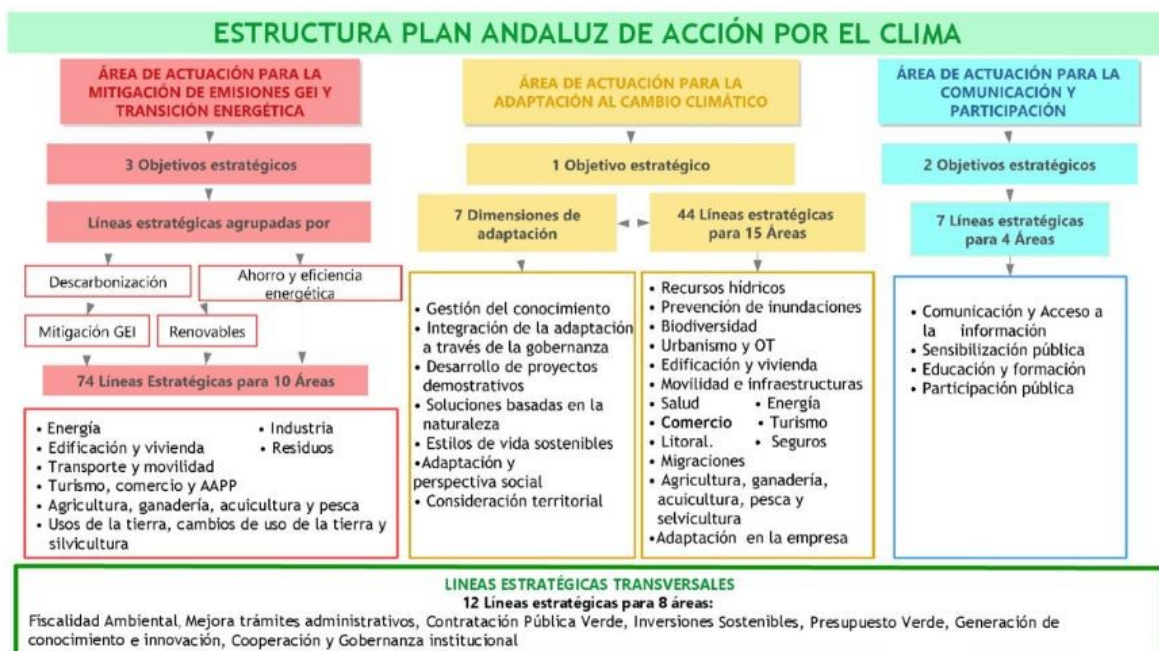 ESTRUCTURA PLAN ANDALUZ DE ACCIÓN POR EL CLIMA
ÁREA DE ACTUACIÓN PARA LA
MITIGACIÓN DE EMISIONES GEI Y
TRANSICIÓN ENERGÉTICA
3 Objetivos estratégicos
Líneas estratégicas agrupadas por
Descarbonización
Ahorro y eficiencia
energética
Mitigación GEI
Renovables
74 Líneas Estratégicas para 10 Áreas
• Energía
• Industria
• Edificación y vivienda
• Residuos
• Transporte y movilidad
• Turismo, comercio y AAPP
• Agricultura, ganadería, acuicultura y pesca
• Usos de la tierra, cambios de uso de la tierra y
silvicultura
ÁREA DE ACTUACIÓN PARA LA
ADAPTACIÓN AL CAMBIO CLIMÁTICO
1 Objetivo estratégico
7 Dimensiones de
adaptación
• Gestión del conocimiento
• Integración de la adaptación
a través de la gobernanza
• Desarrollo de proyectos
demostrativos
• Soluciones basadas en la
naturaleza
• Estilos de vida sostenibles
•Adaptación y
perspectiva social
• Consideración territorial
44 Líneas estratégicas
para 15 Áreas
• Recursos hídricos
• Prevención de inundaciones
• Biodiversidad
• Urbanismo y OT
• Edificación y vivienda
• Movilidad e infraestructuras
• Salud
• Energía
• Comercio
• Turismo
• Litoral.
• Seguros
• Migraciones
• Agricultura, ganadería,
acuicultura, pesca y
selvicultura
•Adaptación en la empresa
ÁREA DE ACTUACIÓN PARA LA
COMUNICACIÓN Y
PARTICIPACIÓN
2 Objetivos estratégicos
7 Líneas estratégicas
para 4 Áreas
• Comunicación y Acceso a
la información
• Sensibilización pública
• Educación y formación
• Participación pública
LINEAS ESTRATÉGICAS TRANSVERSALES
12 Líneas estratégicas para 8 áreas:
Fiscalidad Ambiental, Mejora trámites administrativos, Contratación Pública Verde, Inversiones Sostenibles, Presupuesto Verde, Generación de
conocimiento e innovación, Cooperación y Gobernanza institucional